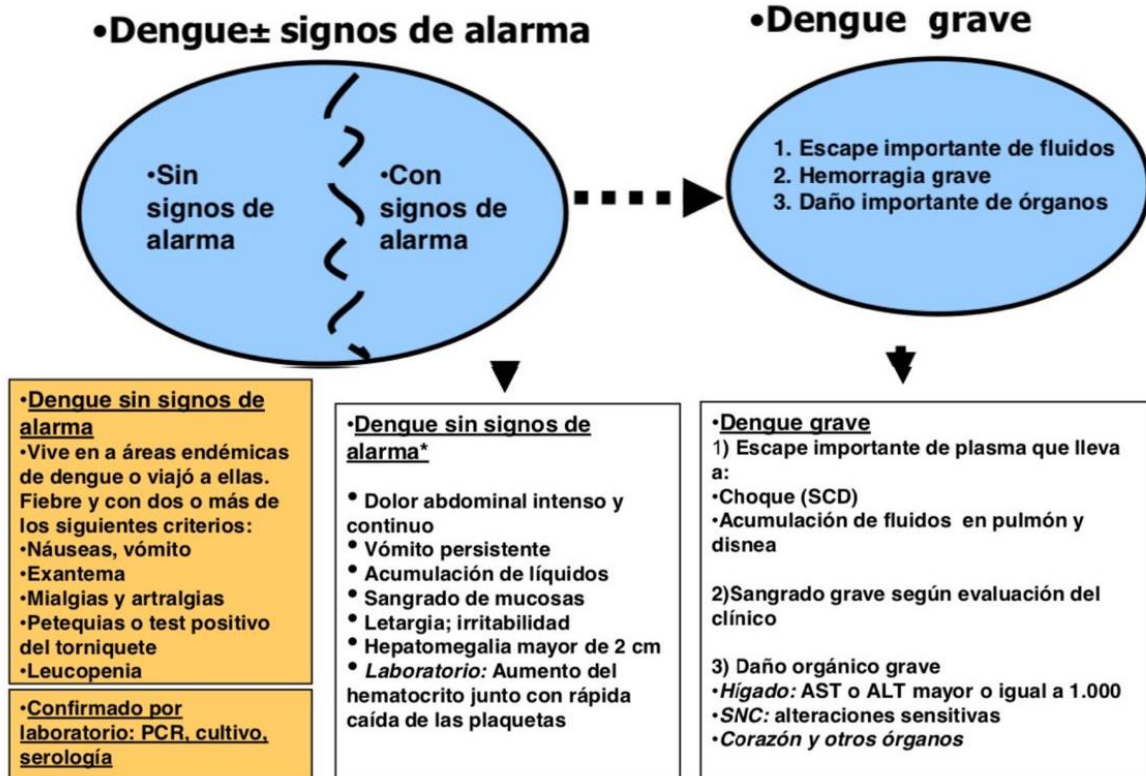 •Dengue± signos de alarma
•Dengue grave
•Sin
signos de
alarma
•Con
signos de
alarma
1. Escape importante de fluidos
2. Hemorragia grave
3. Daño importante de órganos
•Dengue sin signos de
alarma
•Vive en a áreas endémicas
de dengue o viajó a ellas.
Fiebre y con dos o más de
los siguientes criterios:
•Náuseas, vómito
•Exantema
•Mialgias y artralgias
•Petequias o test positivo
del torniquete
•Leucopenia
•Confirmado por
laboratorio: PCR, cultivo,
serología
•Dengue sin signos de
alarma*
• Dolor abdominal intenso y
continuo
• Vómito persistente
• Acumulación de líquidos
• Sangrado de mucosas
• Letargia; irritabilidad
• Hepatomegalia mayor de 2 cm
• Laboratorio: Aumento del
hematocrito junto con rápida
caída de las plaquetas
•Dengue grave
1) Escape importante de plasma que lleva
a:
•Choque (SCD)
•Acumulación de fluidos en pulmón y
disnea
2)Sangrado grave según evaluación del
clínico
3) Daño orgánico grave
•Hígado: AST o ALT mayor o igual a 1.000
•SNC: alteraciones sensitivas
•Corazón y otros órganos